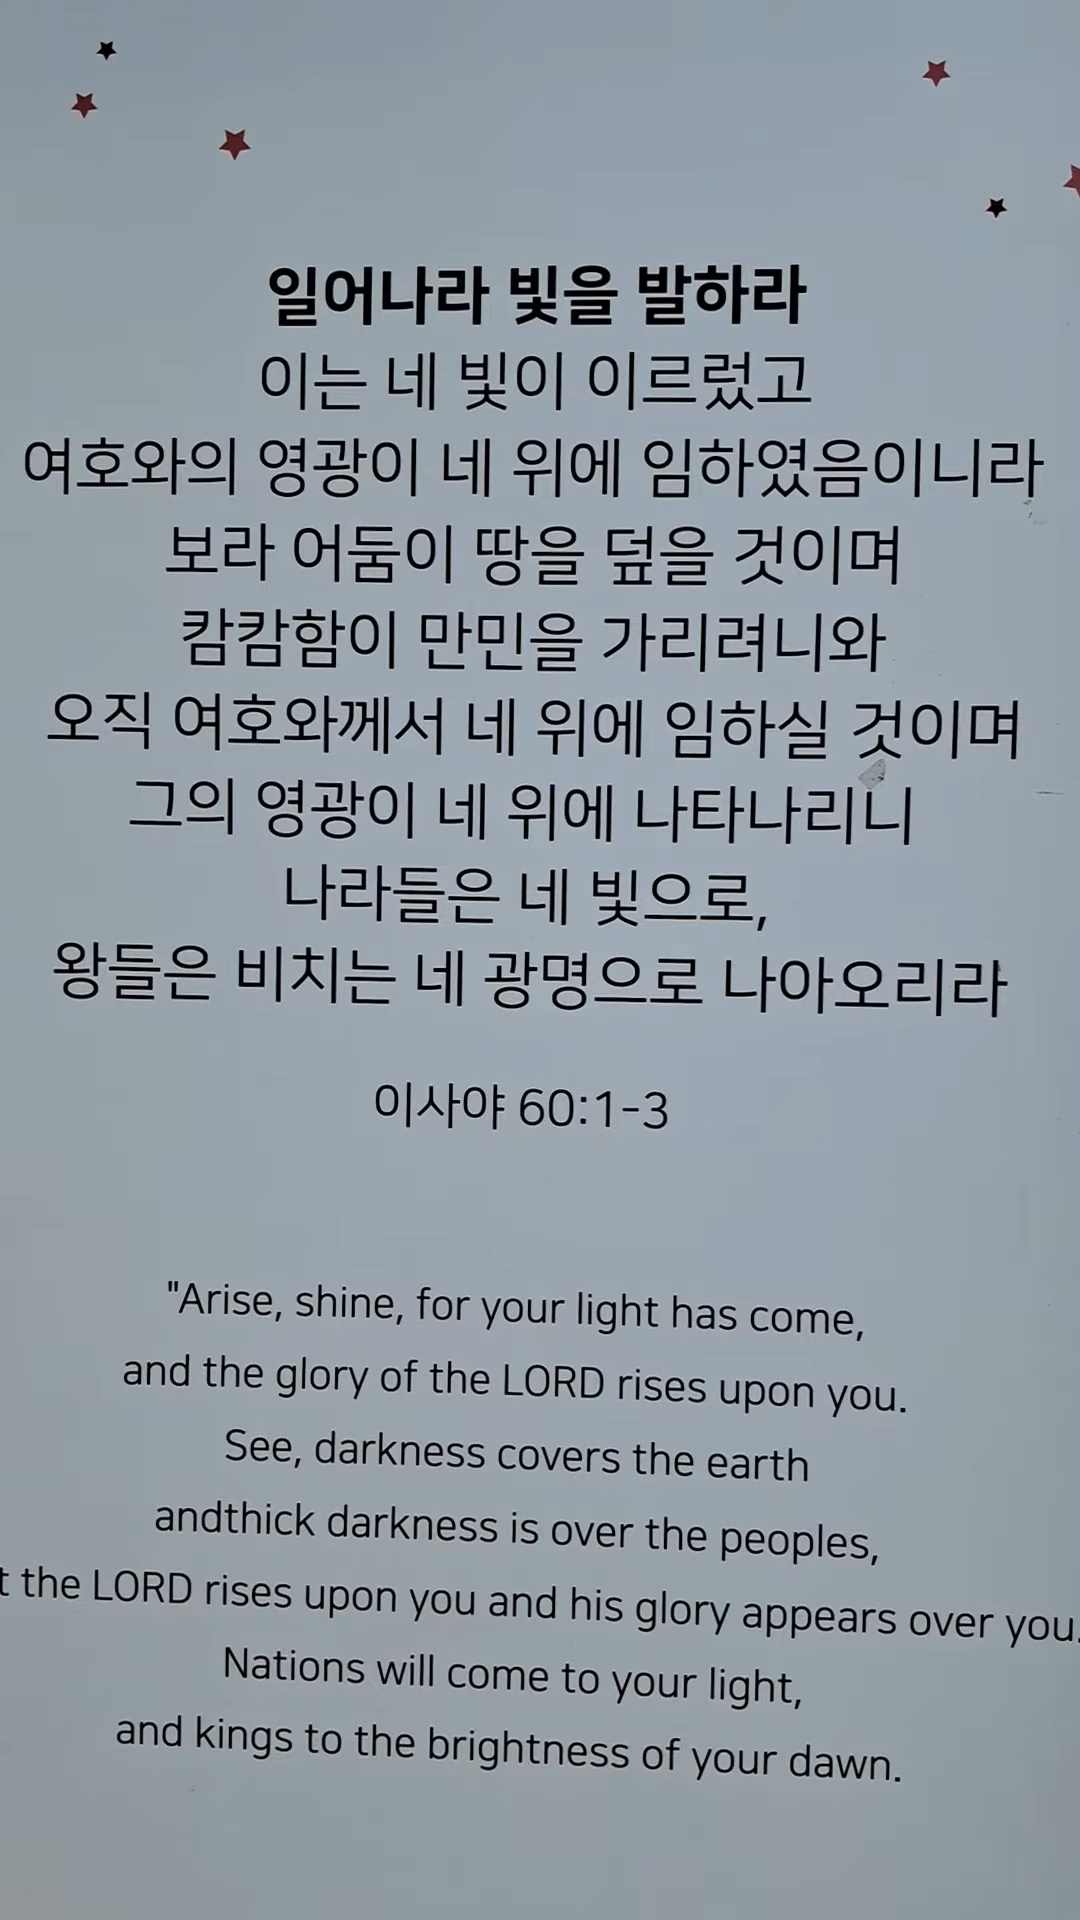 일어나라 빛을 발하라
이는 네 빛이 이르렀고
여호와의 영광이 네 위에 임하였음이니라
보라 어둠이 땅을 덮을 것이며
캄캄함이 만민을 가리려니와
오직 여호와께서 네 위에 임하실 것이며
그의 영광이 네 위에 나타나리니
나라들은 네 빛으로,
왕들은 비치는 네 광명으로 나아오리라
이사야 60:1-3
"Arise, shine, for your light has come,
and the glory of the LORD rises upon you.
See, darkness covers the earth
andthick darkness is over the peoples,
the LORD rises upon you and his glory appears over you.
Nations will come to your light,
and kings to the brightness of your dawn.